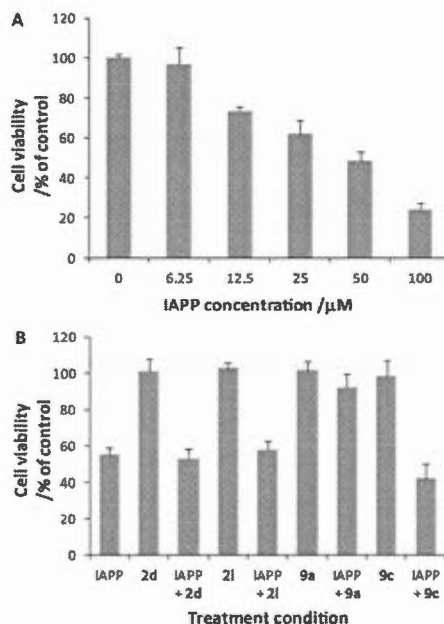 A
120
100
80
60
40
20
0
Cell viability
/% of control
0 6.25 12.5 25 50 100
IAPP concentration /µM
B
120
100
80
60
40
20
0
Cell viability
/% of control
IAPP 2d IAPP 2i IAPP 9a IAPP 9c IAPP
+ 2d + 2i + 9a + 9c
Treatment condition